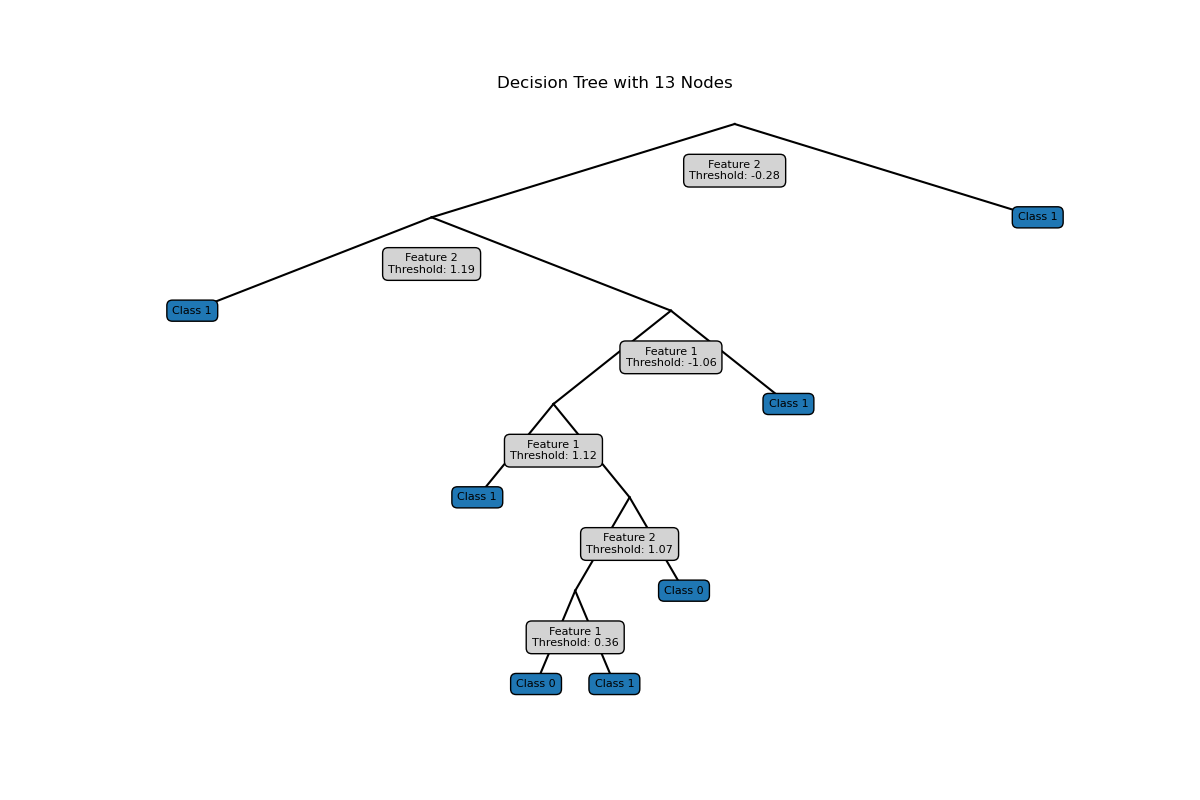 Decision Tree with 13 Nodes
Feature 2
Threshold: -0.28
Class 1
Feature 2
Threshold: 1.19
Class 1
Feature 1
Threshold: -1.06
Class 1
Feature 1
Threshold: 1.12
Class 1
Feature 2
Threshold: 1.07
Class 0
Feature 1
Threshold: 0.36
Class 0
Class 1